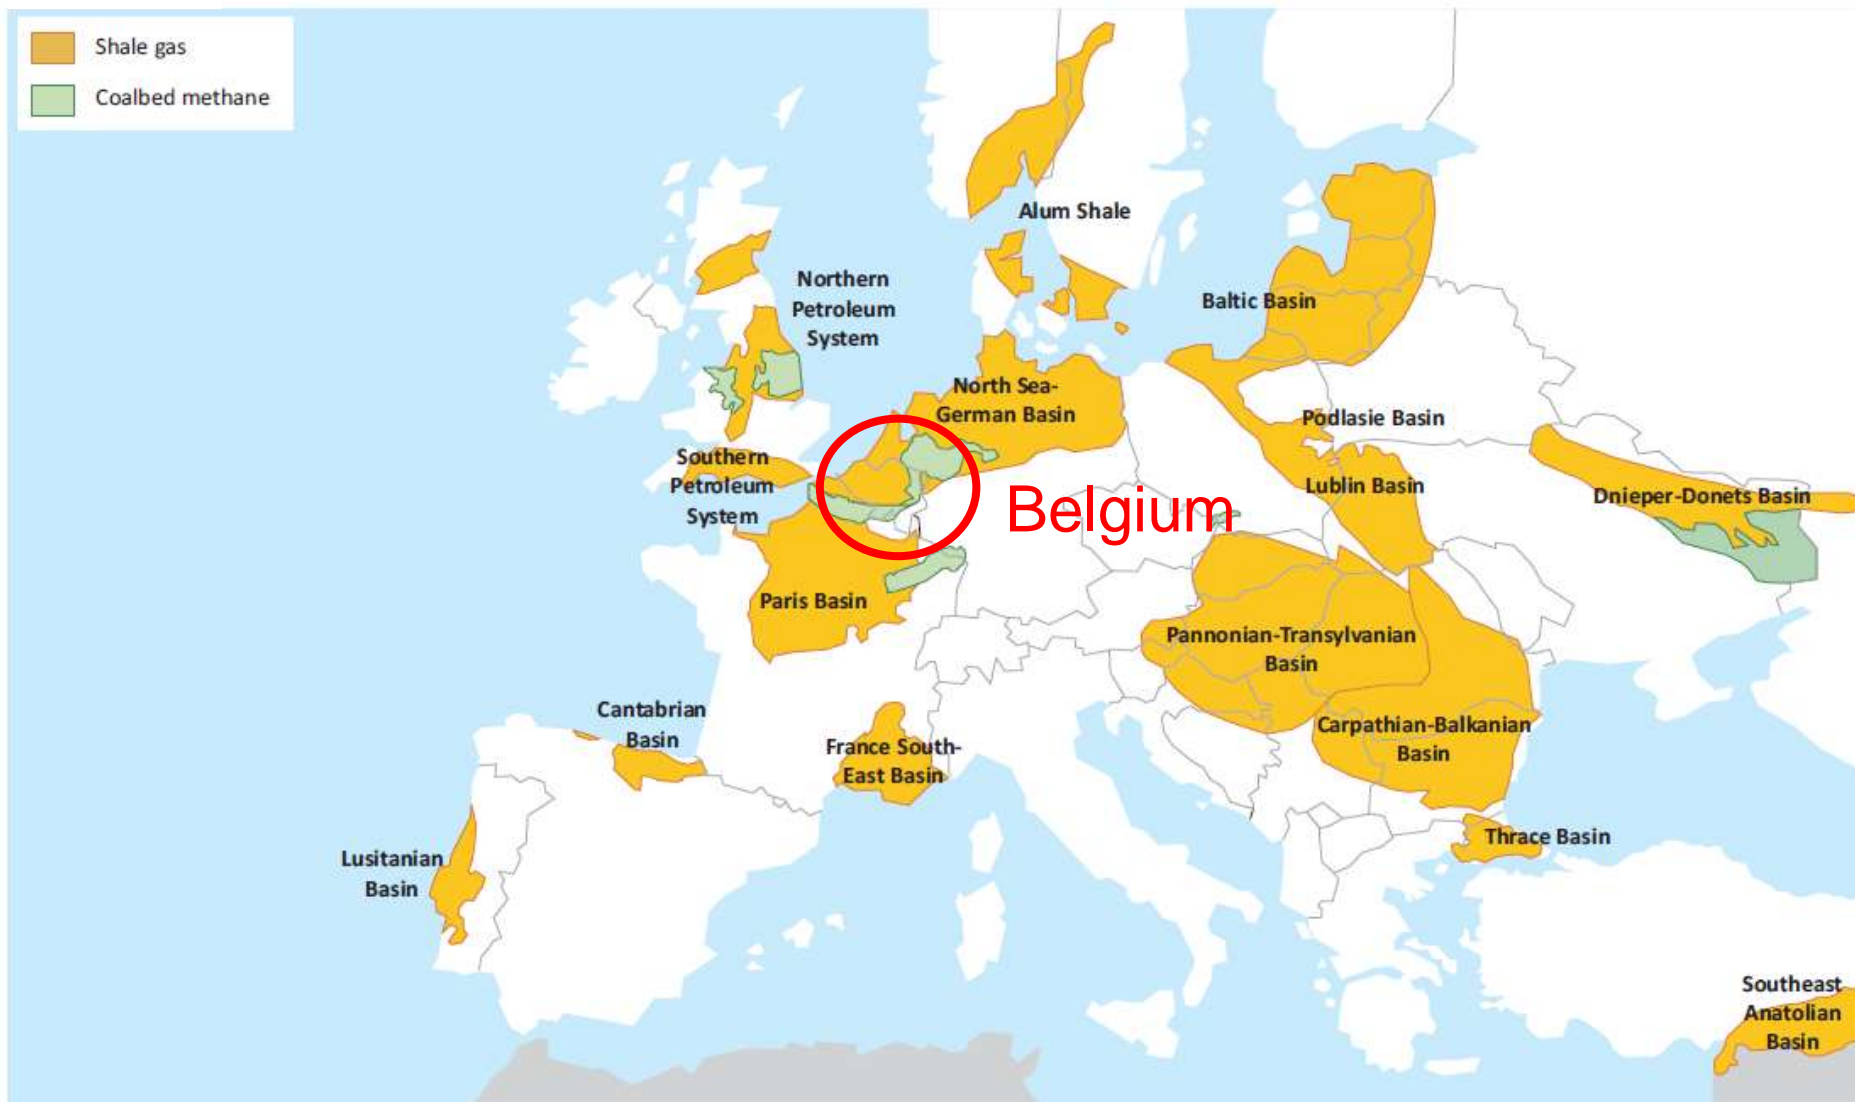 Shale gas
Coalbed methane
Alum Shale
Northern
Petroleum
System
Baltic Basin
North Sea-
German Basin
Podlasie Basin
Southern
Petroleum
System
Belgium
Lublin Basin
Dnieper-Donets Basin
Paris Basin
Pannonian-Transylvanian
Basin
Cantabrian
Basin
France South-
East Basin
Carpathian-Balkanian
Basin
Thrace Basin
Lusitanian
Basin
Southeast
Anatolian
Basin